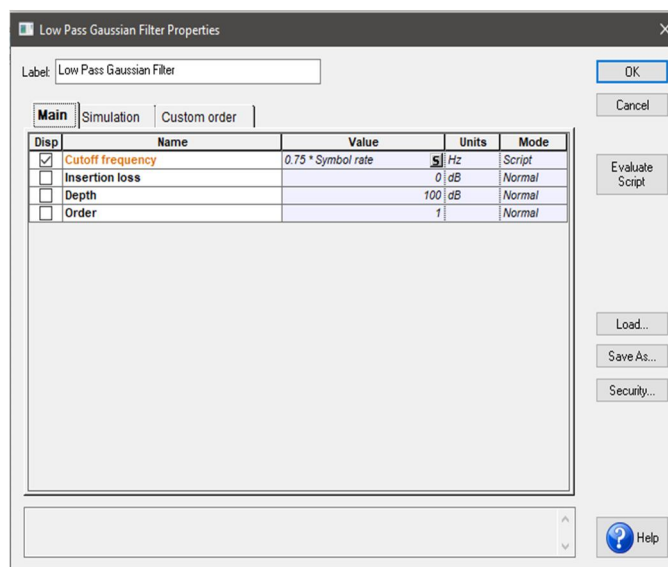 Low Pass Gaussian Filter Properties
Label: Low Pass Gaussian Filter
OK
Cancel
Main Simulation Custom order
Disp Name Value Units Mode
Cutoff frequency 0.75 * Symbol rate S Hz Script
Insertion loss 0 dB Normal
Depth 100 dB Normal
Order 1 Normal
Evaluate
Script
Load...
Save As...
Security...
? Help